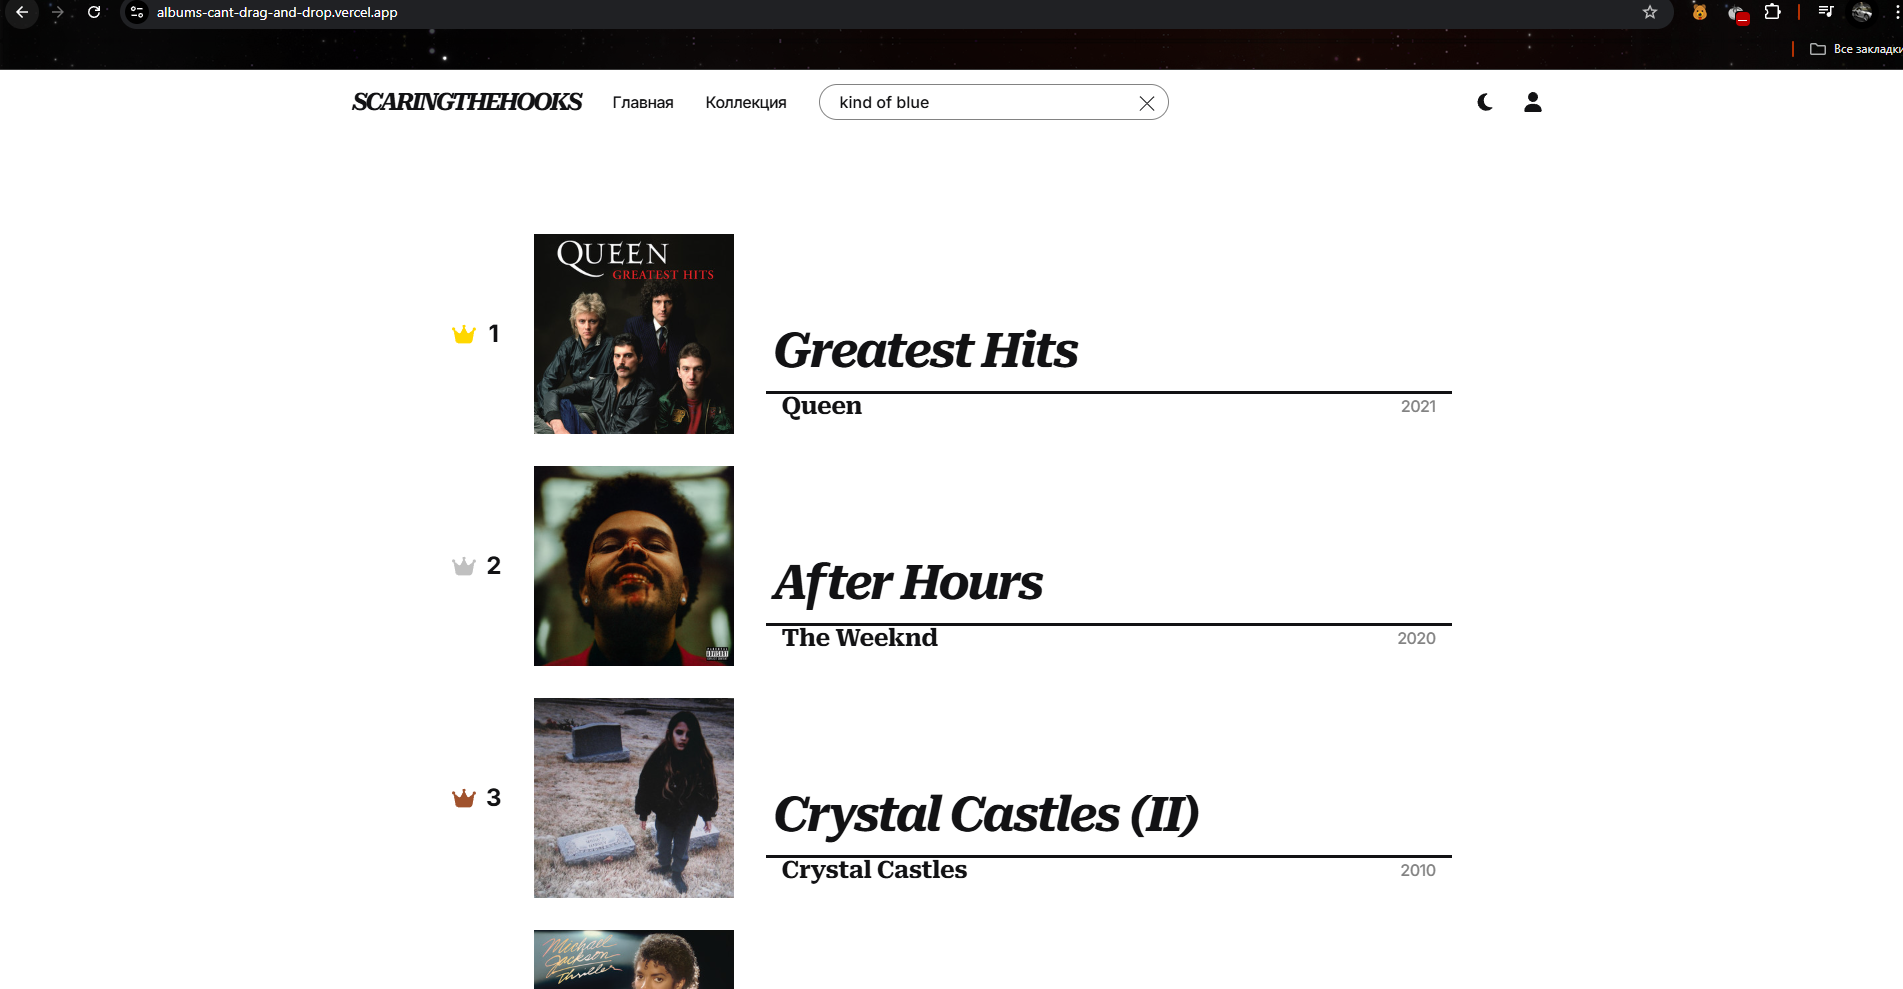 albums-cant-drag-and-drop.vercel.app
Все закладки
SCARINGTHEHOOKS Главная Коллекция kind of blue
QUEEN
GREATEST HITS
1
Greatest Hits
Queen 2021
2
After Hours
The Weeknd 2020
3
Crystal Castles (II)
Crystal Castles 2010
Michael
Jackson
Thriller